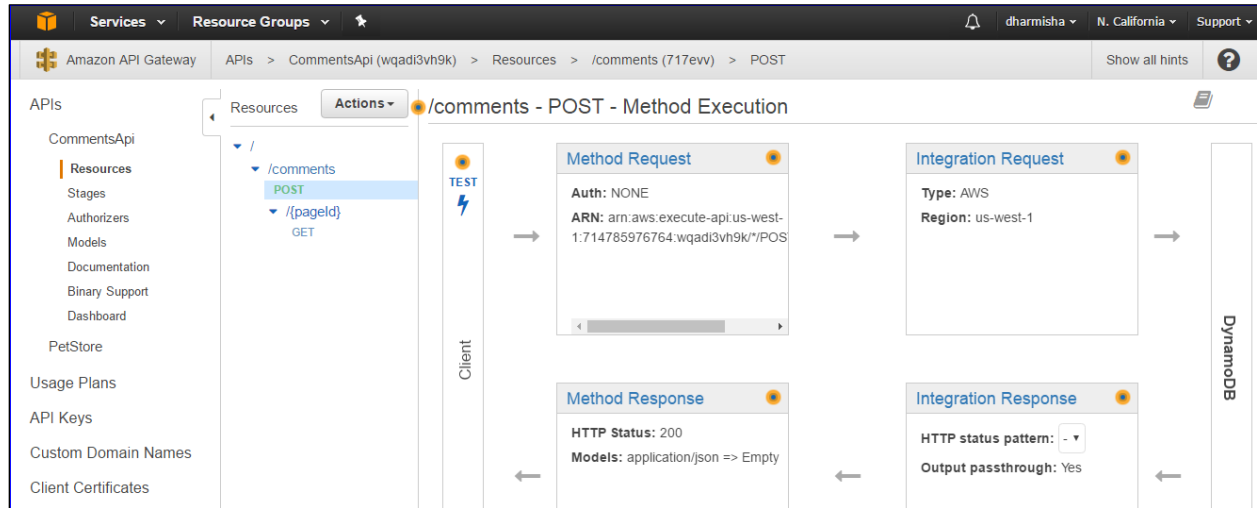 Services Resource Groups dharmisha N. California Support
Amazon API Gateway APIs > CommentsApi (wqadi3vh9k) > Resources > /comments (717evv) > POST Show all hints ?
APIs
CommentsApi
Resources
Stages
Authorizers
Models
Documentation
Binary Support
Dashboard
PetStore
Usage Plans
API Keys
Custom Domain Names
Client Certificates
Resources Actions
/
/comments
POST
/{pageId}
GET
/comments - POST - Method Execution
TEST
Client
Method Request
Auth: NONE
ARN: arn:aws:execute-api:us-west-
1:714785976764:wqadi3vh9k/*/POS
Integration Request
Type: AWS
Region: us-west-1
DynamoDB
Method Response
HTTP Status: 200
Models: application/json => Empty
Integration Response
HTTP status pattern: -
Output passthrough: Yes